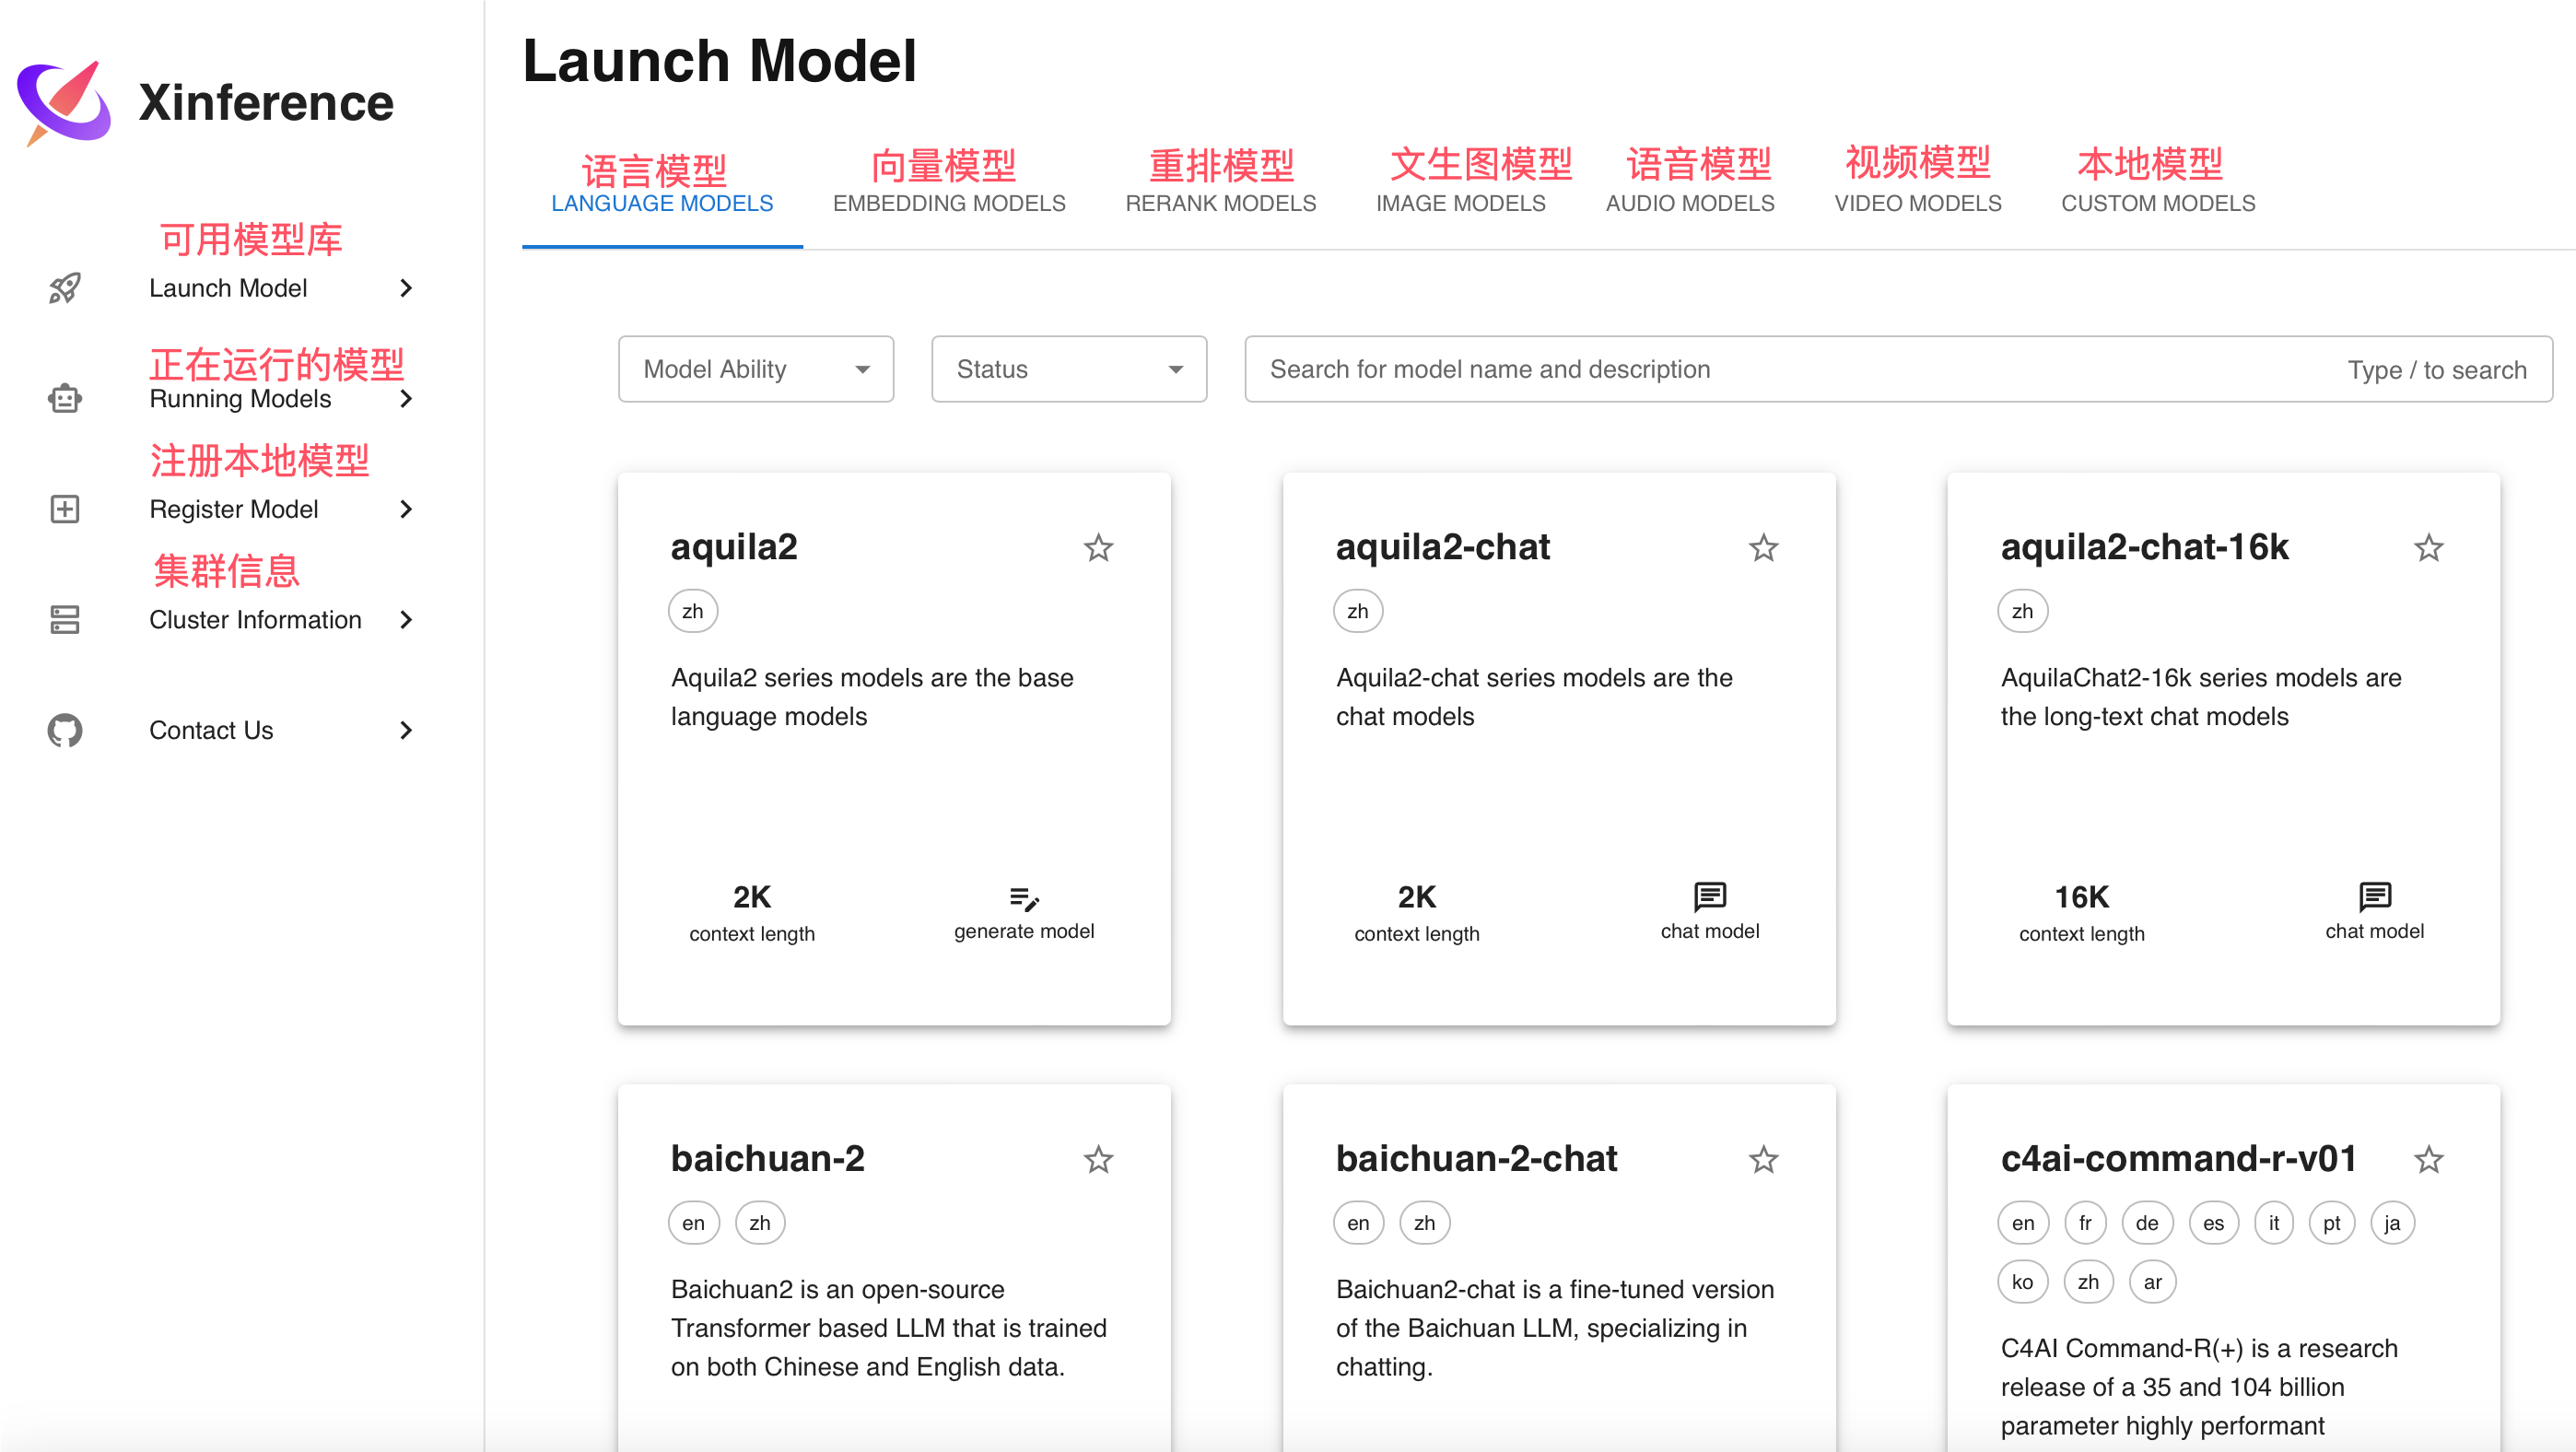 Xinference
可用模型库
Launch Model
正在运行的模型
Running Models
注册本地模型
Register Model
集群信息
Cluster Information
Contact Us
Launch Model
语言模型 向量模型 重排模型 文生图模型 语音模型 视频模型 本地模型
LANGUAGE MODELS EMBEDDING MODELS RERANK MODELS IMAGE MODELS AUDIO MODELS VIDEO MODELS CUSTOM MODELS
Model Ability Status Search for model name and description Type / to search
aquila2
zh
Aquila2 series models are the base
language models
2K
context length
generate model
aquila2-chat
zh
Aquila2-chat series models are the
chat models
2K
context length
chat model
aquila2-chat-16k
zh
AquilaChat2-16k series models are
the long-text chat models
16K
context length
chat model
baichuan-2
en zh
Baichuan2 is an open-source
Transformer based LLM that is trained
on both Chinese and English data.
baichuan-2-chat
en zh
Baichuan2-chat is a fine-tuned version
of the Baichuan LLM, specializing in
chatting.
c4ai-command-r-v01
en fr de es it pt ja
ko zh ar
C4AI Command-R(+) is a research
release of a 35 and 104 billion
parameter highly performant